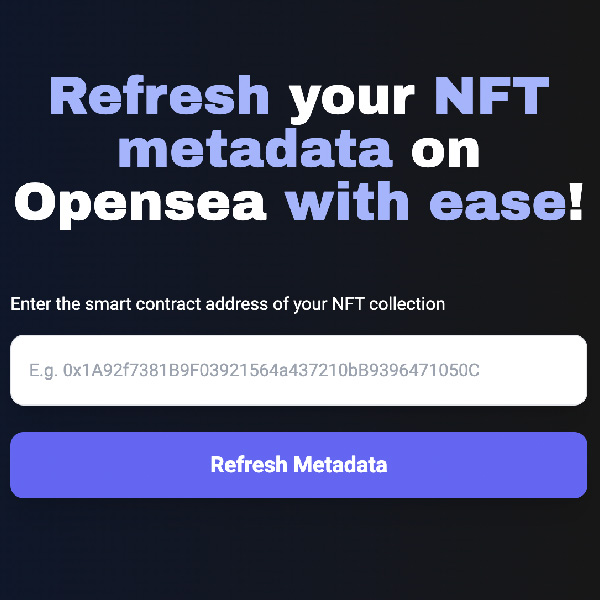 Refresh your NFT
metadata on
Opensea with ease!
Enter the smart contract address of your NFT collection
E.g. 0x1A92f7381B9F03921564a437210bB9396471050C
Refresh Metadata